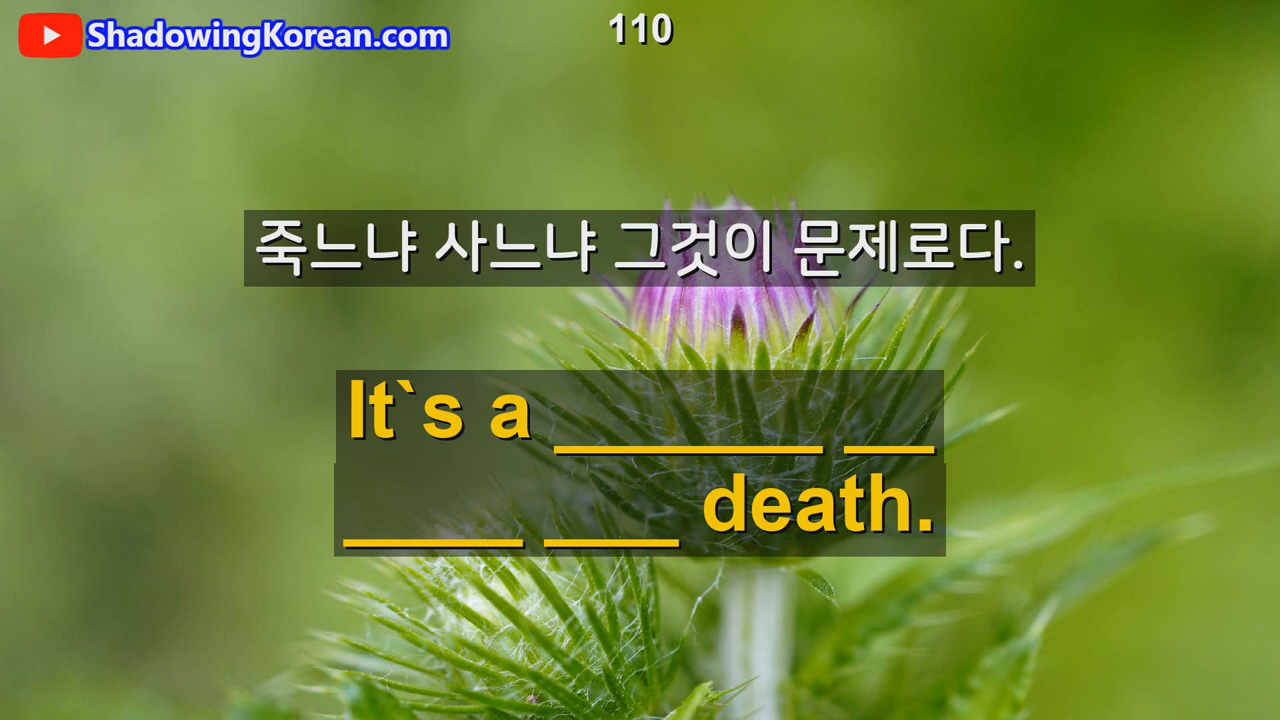 ShadowingKorean.com
110
죽느냐 사느냐 그것이 문제로다.
It`s a ______ __
____ ___ death.